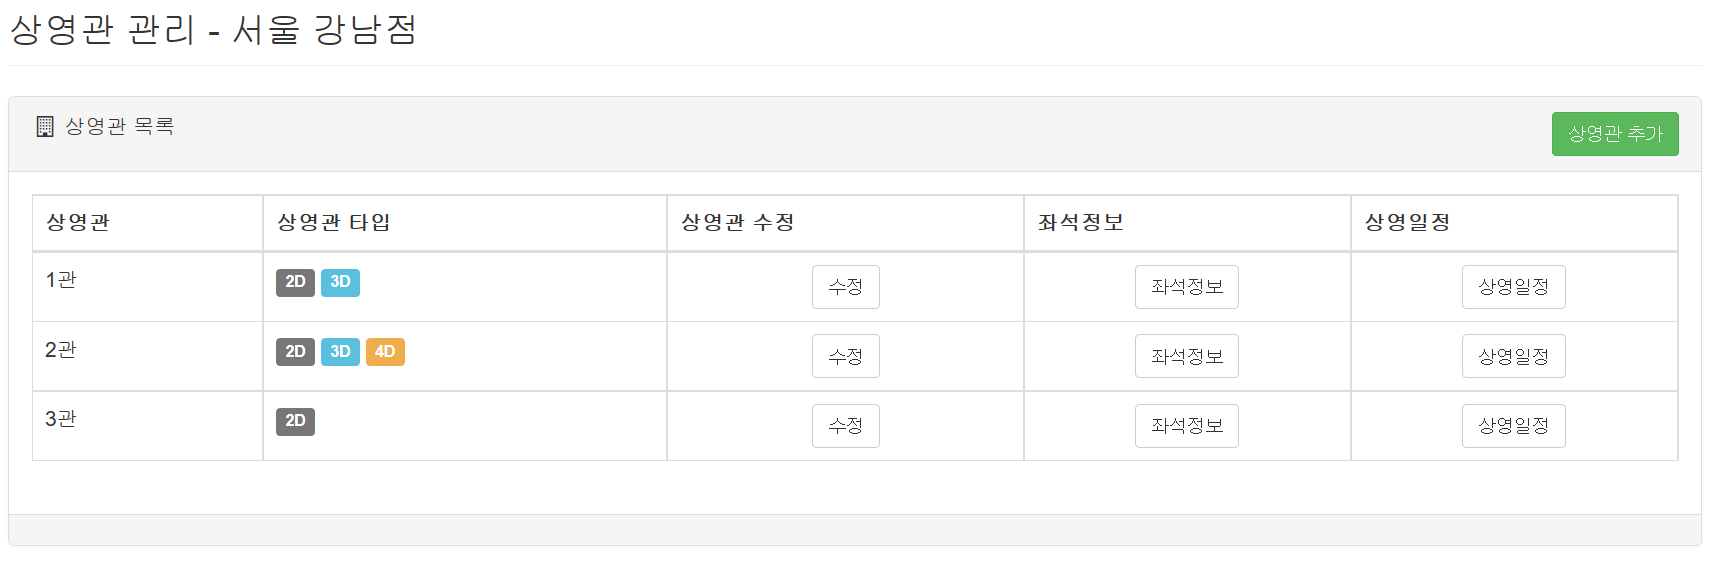 상영관 관리 - 서울 강남점
상영관 목록
상영관 추가
상영관 상영관 타입 상영관 수정 좌석정보 상영일정
1관 2D 3D 수정 좌석정보 상영일정
2관 2D 3D 4D 수정 좌석정보 상영일정
3관 2D 수정 좌석정보 상영일정